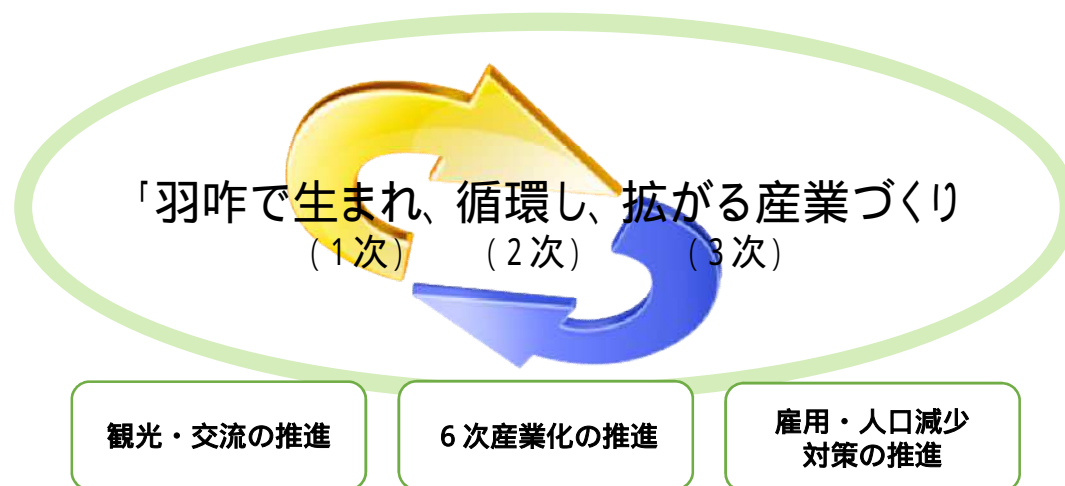 「羽咋で生まれ、循環し、拡がる産業づくり
(1次) (2次) (3次)
観光・交流の推進
6次産業化の推進
雇用・人口減少
対策の推進